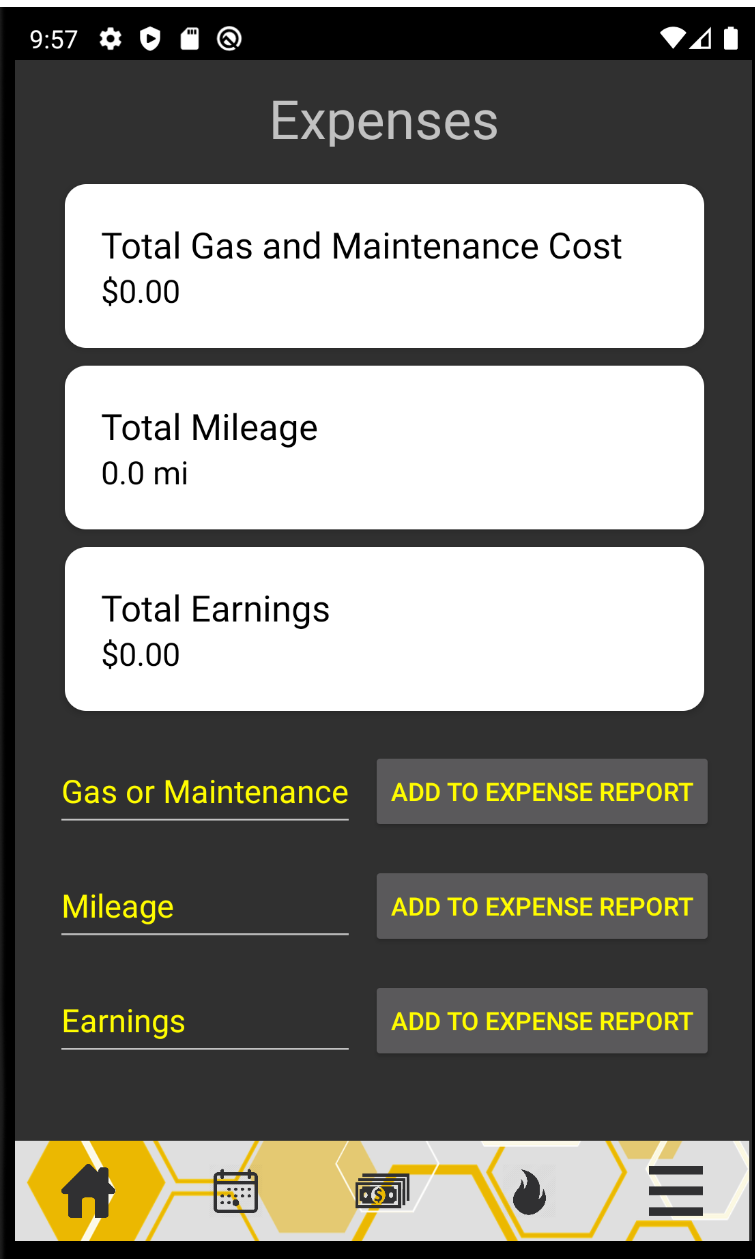 9:57
Expenses
Total Gas and Maintenance Cost
$0.00
Total Mileage
0.0 mi
Total Earnings
$0.00
Gas or Maintenance ADD TO EXPENSE REPORT
Mileage ADD TO EXPENSE REPORT
Earnings ADD TO EXPENSE REPORT
$